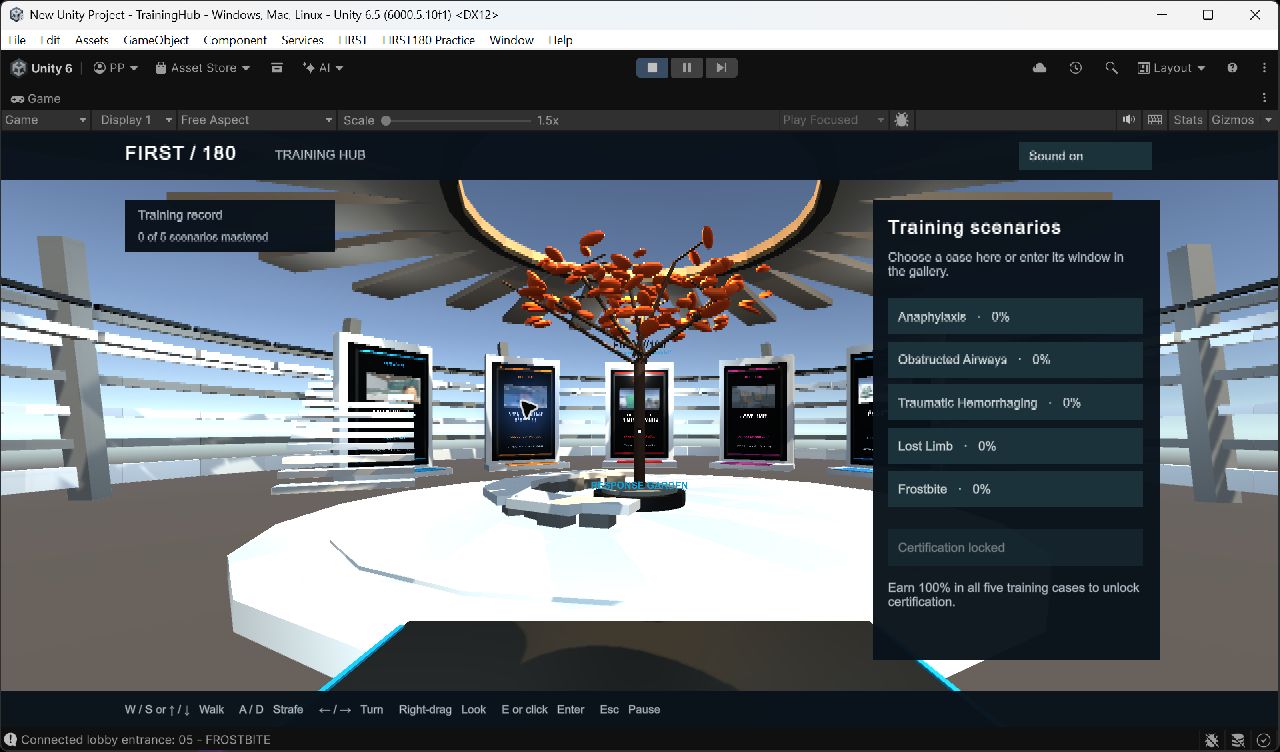 New Unity Project - TrainingHub - Windows, Mac, Linux - Unity 6.5 (6000.5.10f1) <DX12>
File Edit Assets GameObject Component Services FIRST FIRST180 Practice Window Help
Unity 6 PP Asset Store AI Layout
Game
Game Display 1 Free Aspect Scale 1.5x Play Focused Stats Gizmos
FIRST / 180 TRAINING HUB Sound on
Training record
0 of 5 scenarios mastered
Training scenarios
Choose a case here or enter its window in
the gallery.
Anaphylaxis · 0%
Obstructed Airways · 0%
Traumatic Hemorrhaging · 0%
Lost Limb · 0%
Frostbite · 0%
Certification locked
Earn 100% in all five training cases to unlock
certification.
RESPONSE GARDEN
W / S or ↑ / ↓ Walk A / D Strafe ← / → Turn Right-drag Look E or click Enter Esc Pause
Connected lobby entrance: 05 - FROSTBITE